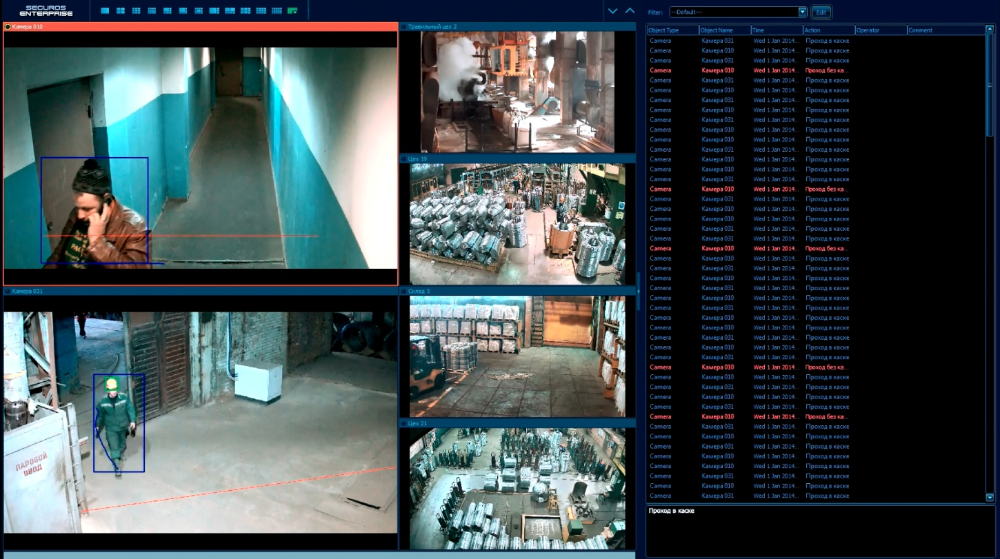 SECUROS
ENTERPRISE
Камера 010
Травильный цех 2
Цех 19
Камера 031
Склад 5
Цех 21
ПАРОВОЙ
ВВОД
Filter: ---Default--- Edit
Object Type Object Name Time Action Operator Comment
Camera Камера 031 Wed 1 Jan 2014... Проход в каске
Camera Камера 010 Wed 1 Jan 2014... Проход в каске
Camera Камера 031 Wed 1 Jan 2014... Проход в каске
Camera Камера 010 Wed 1 Jan 2014... Проход без ка...
Camera Камера 031 Wed 1 Jan 2014... Проход в каске
Camera Камера 010 Wed 1 Jan 2014... Проход в каске
Camera Камера 031 Wed 1 Jan 2014... Проход в каске
Camera Камера 010 Wed 1 Jan 2014... Проход в каске
Camera Камера 031 Wed 1 Jan 2014... Проход в каске
Camera Камера 010 Wed 1 Jan 2014... Проход в каске
Camera Камера 010 Wed 1 Jan 2014... Проход в каске
Camera Камера 031 Wed 1 Jan 2014... Проход в каске
Camera Камера 010 Wed 1 Jan 2014... Проход в каске
Camera Камера 010 Wed 1 Jan 2014... Проход в каске
Camera Камера 031 Wed 1 Jan 2014... Проход в каске
Camera Камера 010 Wed 1 Jan 2014... Проход без ка...
Camera Камера 031 Wed 1 Jan 2014... Проход в каске
Camera Камера 010 Wed 1 Jan 2014... Проход в каске
Camera Камера 010 Wed 1 Jan 2014... Проход в каске
Camera Камера 031 Wed 1 Jan 2014... Проход в каске
Camera Камера 031 Wed 1 Jan 2014... Проход в каске
Camera Камера 010 Wed 1 Jan 2014... Проход без ка...
Camera Камера 010 Wed 1 Jan 2014... Проход в каске
Camera Камера 031 Wed 1 Jan 2014... Проход в каске
Camera Камера 010 Wed 1 Jan 2014... Проход в каске
Camera Камера 031 Wed 1 Jan 2014... Проход в каске
Camera Камера 010 Wed 1 Jan 2014... Проход в каске
Camera Камера 031 Wed 1 Jan 2014... Проход в каске
Camera Камера 010 Wed 1 Jan 2014... Проход в каске
Camera Камера 010 Wed 1 Jan 2014... Проход в каске
Camera Камера 031 Wed 1 Jan 2014... Проход в каске
Camera Камера 010 Wed 1 Jan 2014... Проход в каске
Camera Камера 031 Wed 1 Jan 2014... Проход в каске
Camera Камера 010 Wed 1 Jan 2014... Проход без ка...
Camera Камера 010 Wed 1 Jan 2014... Проход в каске
Camera Камера 031 Wed 1 Jan 2014... Проход в каске
Camera Камера 010 Wed 1 Jan 2014... Проход в каске
Camera Камера 031 Wed 1 Jan 2014... Проход в каске
Camera Камера 010 Wed 1 Jan 2014... Проход без ка...
Camera Камера 031 Wed 1 Jan 2014... Проход в каске
Camera Камера 010 Wed 1 Jan 2014... Проход в каске
Camera Камера 031 Wed 1 Jan 2014... Проход в каске
Camera Камера 010 Wed 1 Jan 2014... Проход в каске
Camera Камера 010 Wed 1 Jan 2014... Проход в каске
Camera Камера 031 Wed 1 Jan 2014... Проход в каске
Camera Камера 010 Wed 1 Jan 2014... Проход в каске
Camera Камера 031 Wed 1 Jan 2014... Проход в каске
Проход в каске